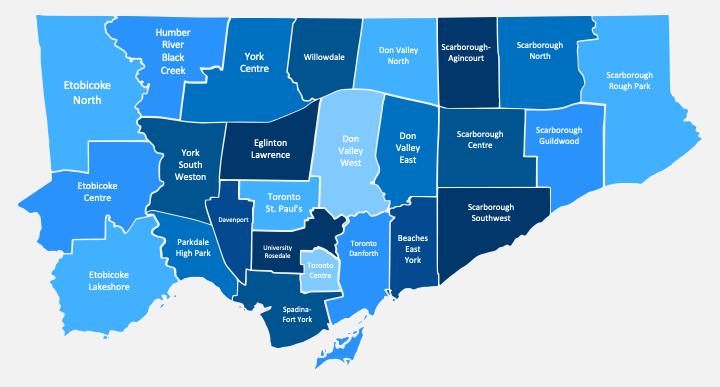 Humber
River
Black
Creek
York
Centre
Willowdale
Don Valley
North
Scarborough-
Agincourt
Scarborough
North
Scarborough
Rough Park
Etobicoke
North
Eglinton
Lawrence
Don
Valley
West
Don
Valley
East
Scarborough
Centre
Scarborough
Guildwood
York
South
Weston
Etobicoke
Centre
Toronto
St. Paul's
Davenport
Scarborough
Southwest
Parkdale
High Park
University
Rosedale
Toronto
Danforth
Beaches
East
York
Toronto
Centre
Etobicoke
Lakeshore
Spadina-
Fort York